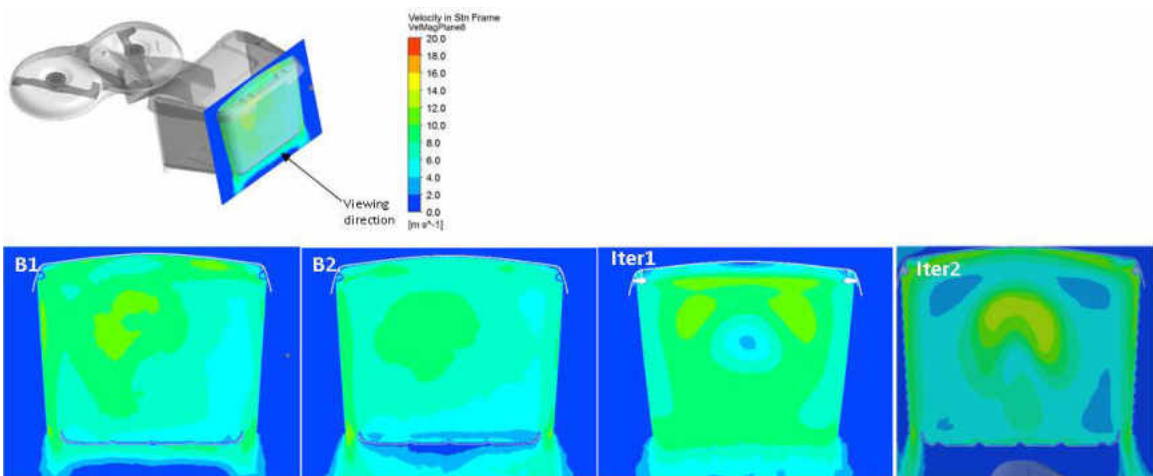 Velocity in Stn Frame
VelMagPlane8
20.0
18.0
16.0
14.0
12.0
10.0
8.0
6.0
4.0
2.0
0.0
[m s^-1]
Viewing
direction
B1
B2
Iter1
Iter2